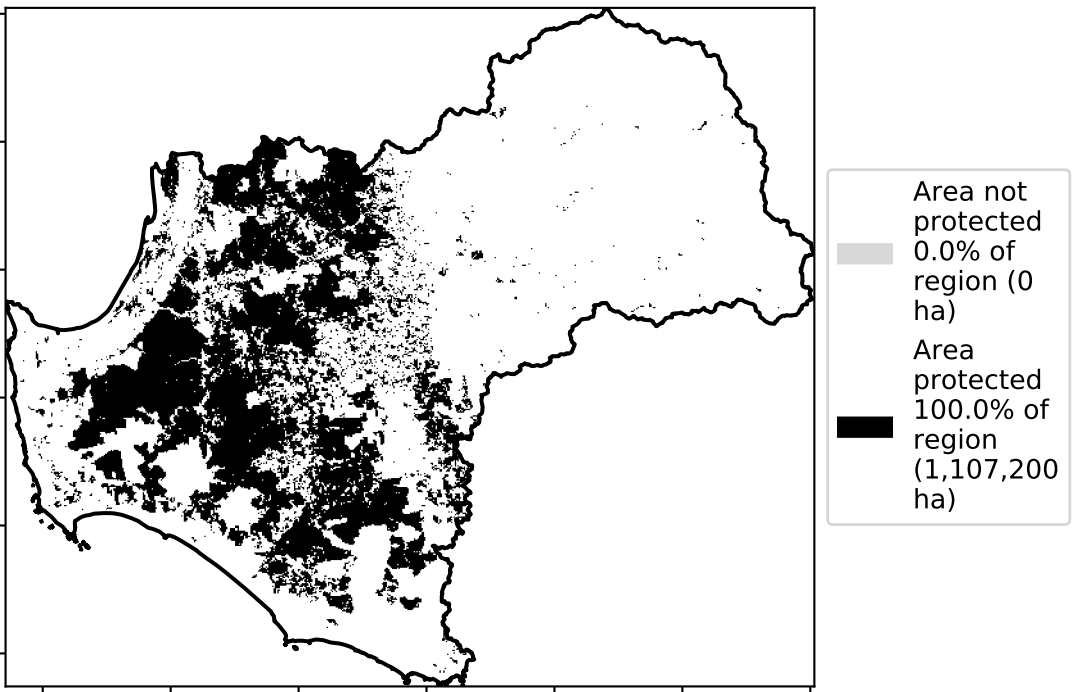 Area not
protected
0.0% of
region (0
ha)
Area
protected
100.0% of
region
(1,107,200
ha)